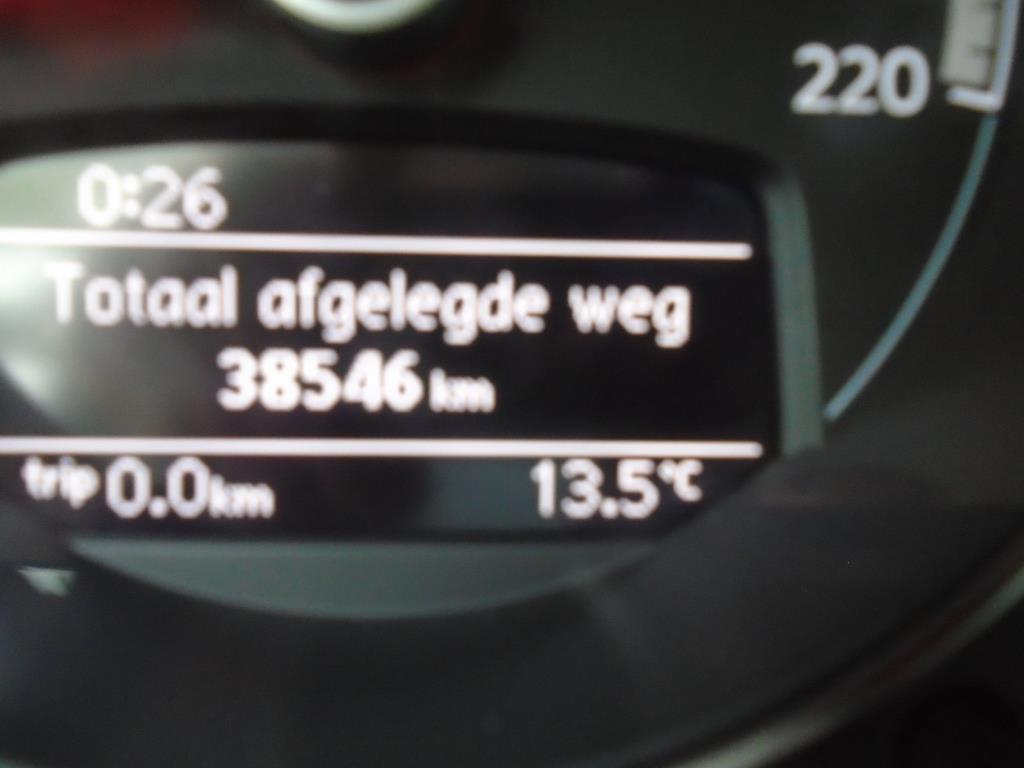 220
0:26
Totaal afgelegde weg
38546 km
trip 0.0 km 13.5°C